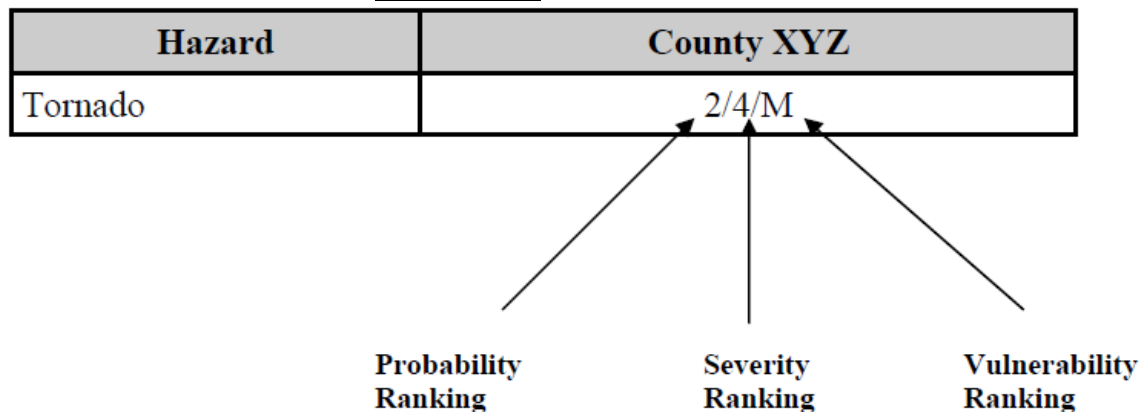 Hazard County XYZ
Tornado 2/4/M
Probability Severity Vulnerability
Ranking Ranking Ranking